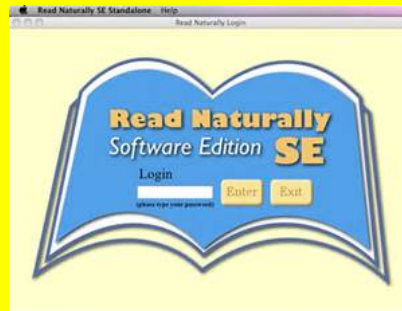 Read Naturally SE Standalone Help
Read Naturally Login
Read Naturally
Software Edition SE
Login
Enter Exit
(please type your password)